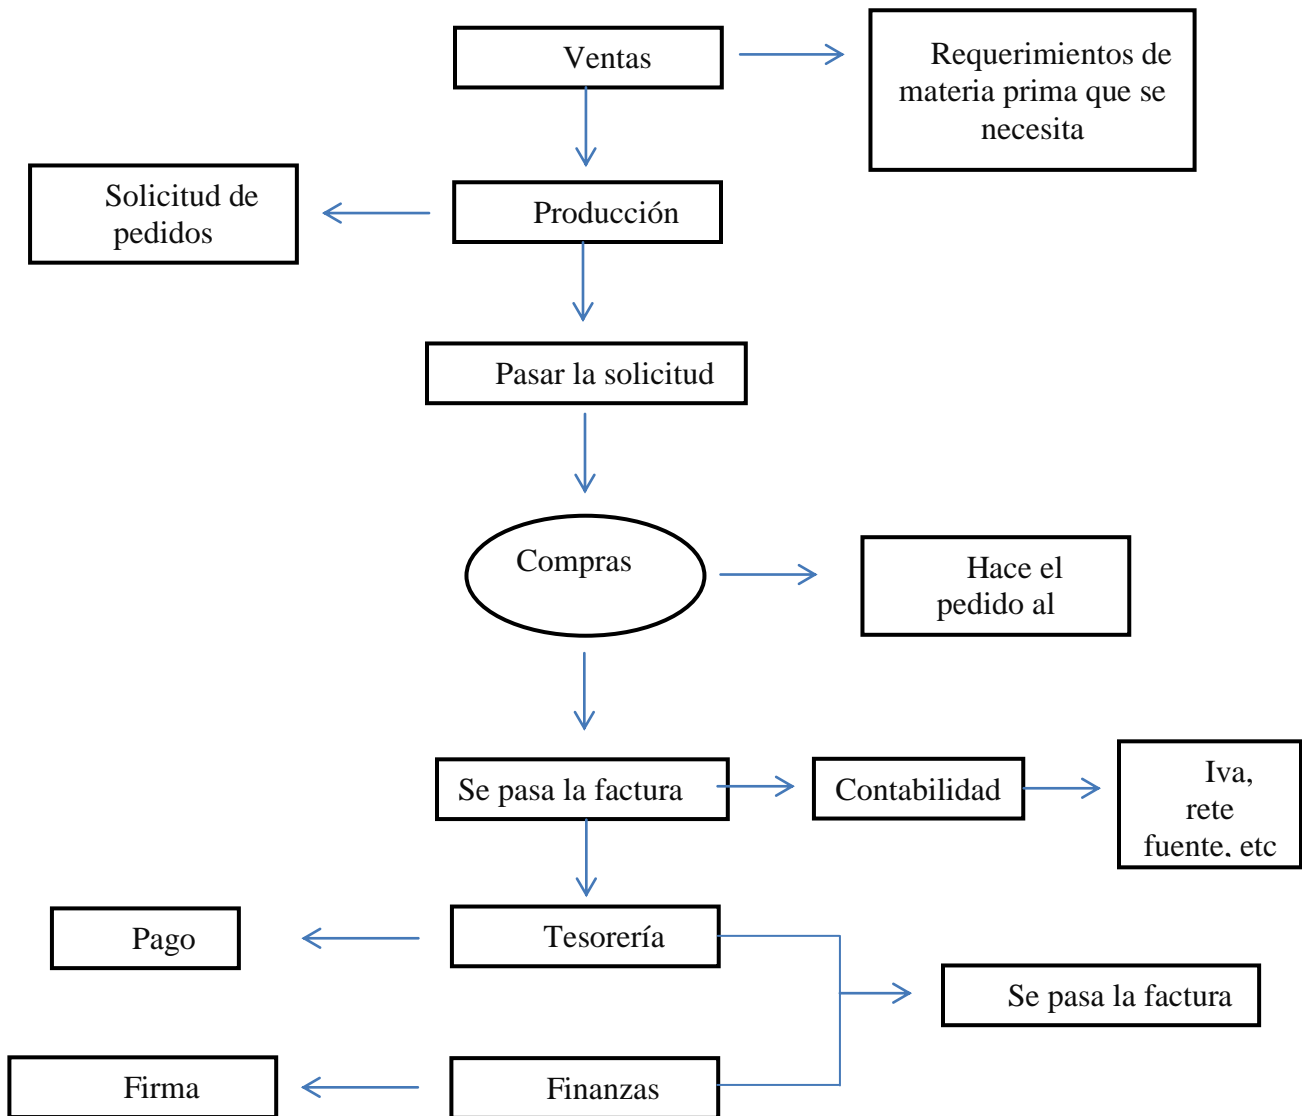 Ventas
Requerimientos de
materia prima que se
necesita
Solicitud de
pedidos
Producción
Pasar la solicitud
Compras
Hace el
pedido al
Se pasa la factura
Contabilidad
Iva,
rete
fuente, etc
Pago
Tesorería
Se pasa la factura
Firma
Finanzas